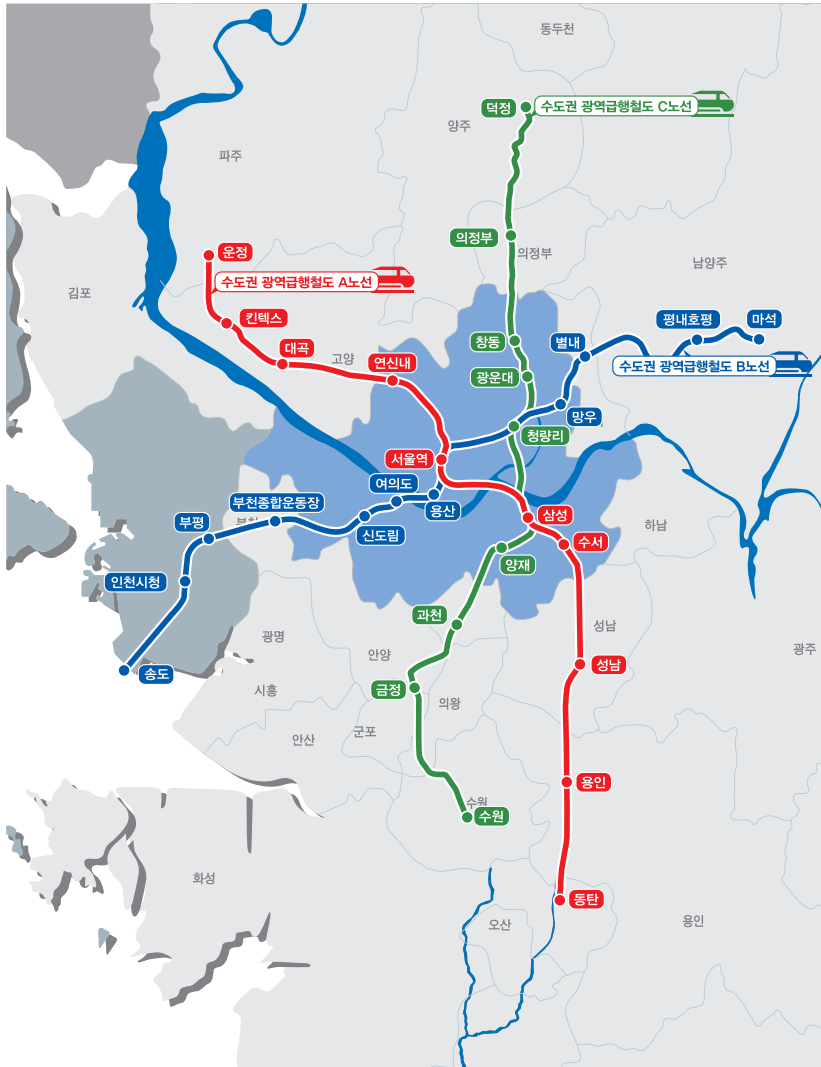 동두천
덕정
수도권 광역급행철도 C노선
양주
파주
의정부
의정부
운정
남양주
수도권 광역급행철도 A노선
김포
킨텍스
평내호평
마석
창동
별내
대곡
고양
연신내
수도권 광역급행철도 B노선
광운대
망우
청량리
서울역
여의도
부천종합운동장
용산
삼성
부평
신도림
하남
수서
양재
인천시청
과천
성남
광명
안양
광주
성남
송도
시흥
금정
의왕
군포
안산
용인
수원
수원
화성
동탄
오산
용인